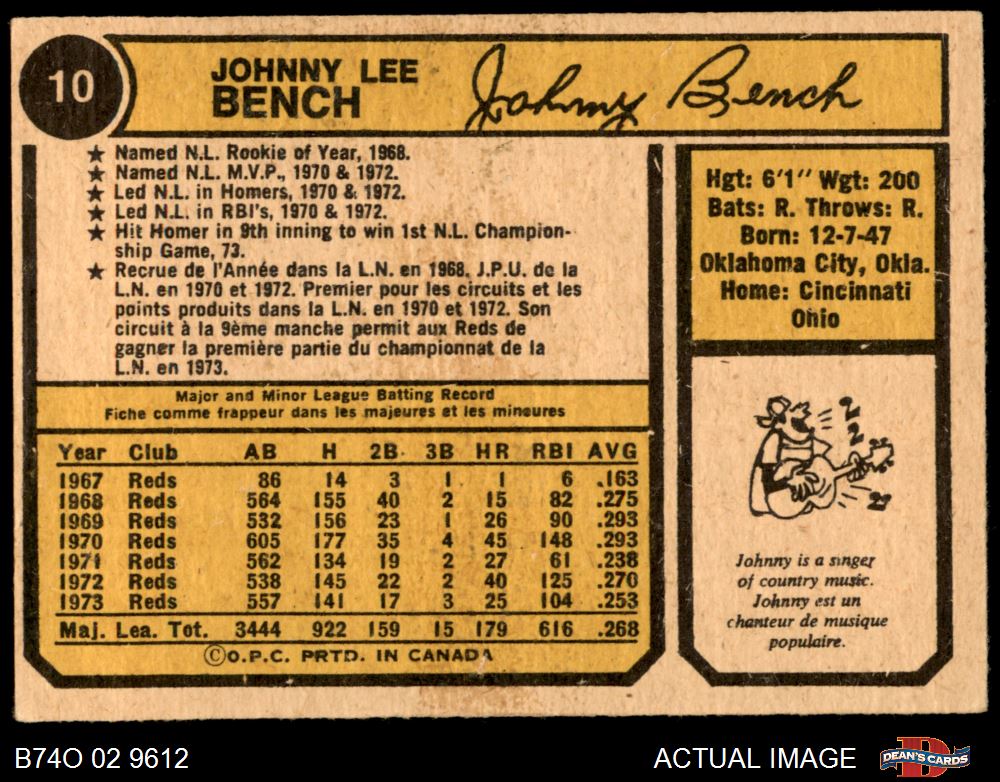 10
JOHNNY LEE
BENCH
Johnny Bench
★ Named N.L. Rookie of Year, 1968.
★ Named N.L. M.V.P., 1970 & 1972.
★ Led N.L. in Homers, 1970 & 1972.
★ Led N.L. in RBI's, 1970 & 1972.
★ Hit Homer in 9th inning to win 1st N.L. Champion-
ship Game, 73.
★ Recrue de l'Année dans la L.N. en 1968. J.P.U. de la
L.N. en 1970 et 1972. Premier pour les circuits et les
points produits dans la L.N. en 1970 et 1972. Son
circuit à la 9ème manche permit aux Reds de
gagner la première partie du championnat de la
L.N. en 1973.
Hgt: 6'1" Wgt: 200
Bats: R. Throws: R.
Born: 12-7-47
Oklahoma City, Okla.
Home: Cincinnati
Ohio
Major and Minor League Batting Record
Fiche comme frappeur dans les majeures et les mineures
Year Club AB H 2B 3B HR RBI AVG
1967 Reds 86 14 3 1 1 6 .163
1968 Reds 564 155 40 2 15 82 .275
1969 Reds 532 156 23 1 26 90 .293
1970 Reds 605 177 35 4 45 148 .293
1971 Reds 562 134 19 2 27 61 .238
1972 Reds 538 145 22 2 40 125 .270
1973 Reds 557 141 17 3 25 104 .253
Maj. Lea. Tot. 3444 922 159 15 179 616 .268
©O.P.C. PRTD. IN CANADA
Johnny is a singer
of country music.
Johnny est un
chanteur de musique
populaire.
B74O 02 9612
ACTUAL IMAGE
DEAN'S CARDS